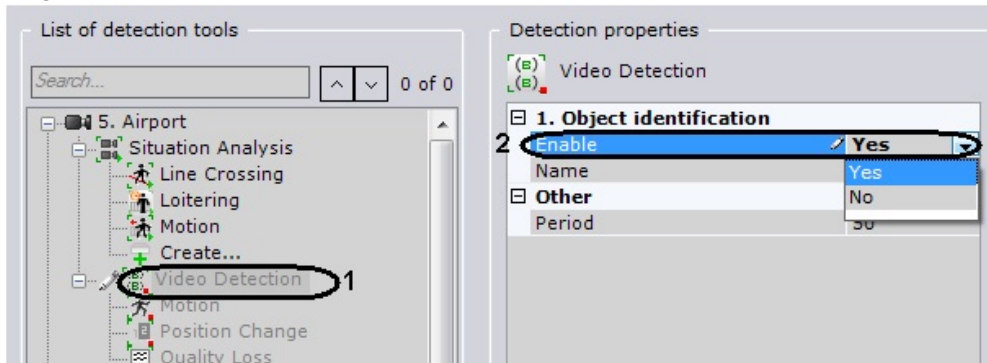 List of detection tools
Search...
0 of 0
5. Airport
Situation Analysis
Line Crossing
Loitering
Motion
Create...
Video Detection
1
Motion
Position Change
Quality Loss
Detection properties
Video Detection
1. Object identification
2 Enable Yes
Name Yes
No
Other
Period